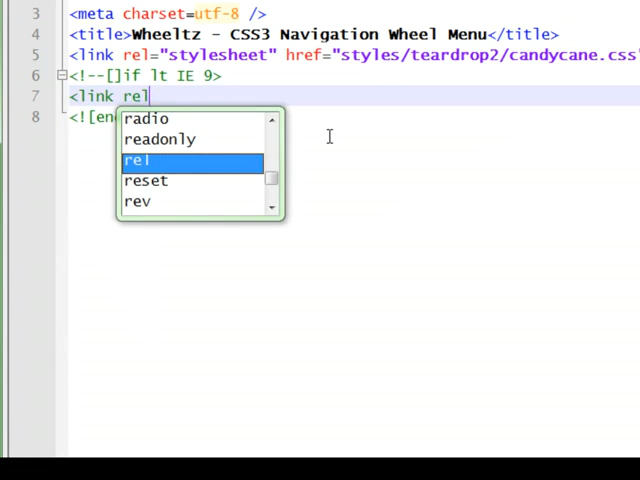 3 <meta charset=utf-8 />
4 <title>Wheeltz - CSS3 Navigation Wheel Menu</title>
5 <link rel="stylesheet" href="styles/teardrop2/candycane.css"
6 <!--[]if lt IE 9>
7 <link rel
8 <![en
radio
readonly
rel
reset
rev